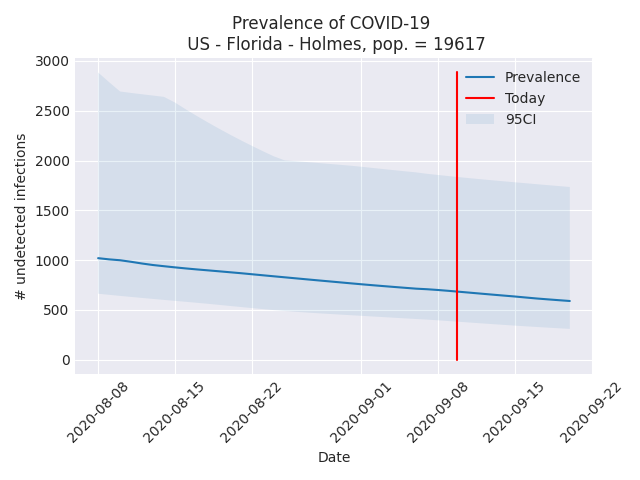 Prevalence of COVID-19
US - Florida - Holmes, pop. = 19617
3000
2500
2000
1500
1000
500
0
# undetected infections
Prevalence
Today
95CI
2020-08-08
2020-08-15
2020-08-22
2020-09-01
2020-09-08
2020-09-15
2020-09-22
Date